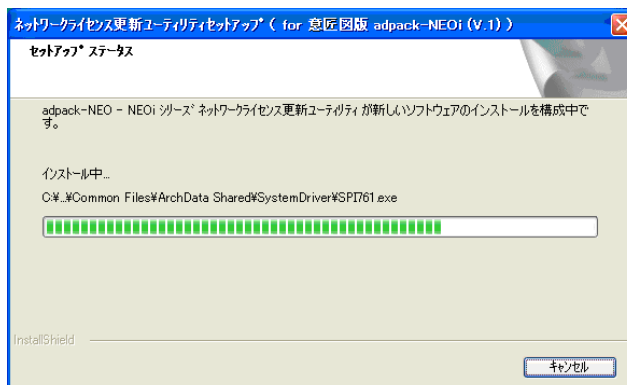 ネットワークライセンス更新ユーティリティセットアップ ( for 意匠図版 adpack-NEOi (V.1) )
セットアップ ステータス
adpack-NEO - NEOi シリーズ ネットワークライセンス更新ユーティリティ が新しいソフトウェアのインストールを構成中で
す。
インストール中...
C:¥..¥Common Files¥ArchData Shared¥SystemDriver¥SPI761.exe
InstallShield
キャンセル